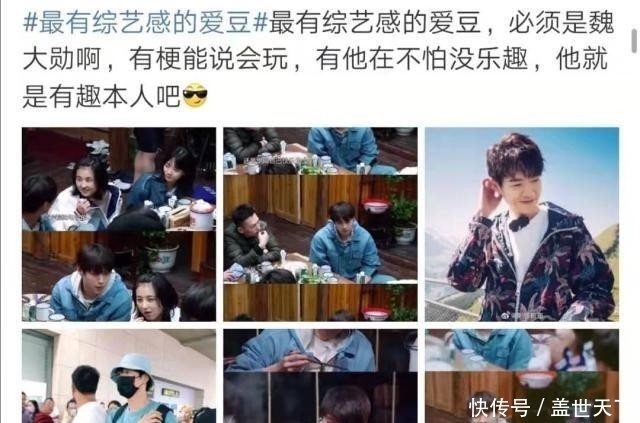 #最有综艺感的爱豆#最有综艺感的爱豆，必须是魏
大勋啊，有梗能说会玩，有他在不怕没乐趣，他就
是有趣本人吧
快传号／盖世天下